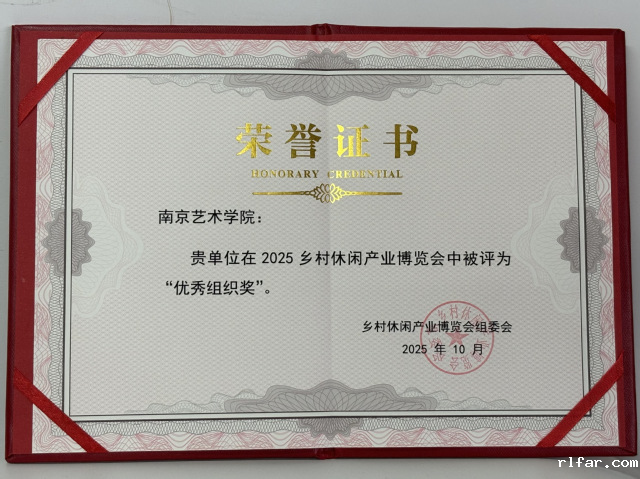 荣誉证书
HONORARY CREDENTIAL
南京艺术学院：
贵单位在 2025 乡村休闲产业博览会中被评为
“优秀组织奖”。
乡村休闲产业博览会组委会
2025 年 10 月
rlfar.com